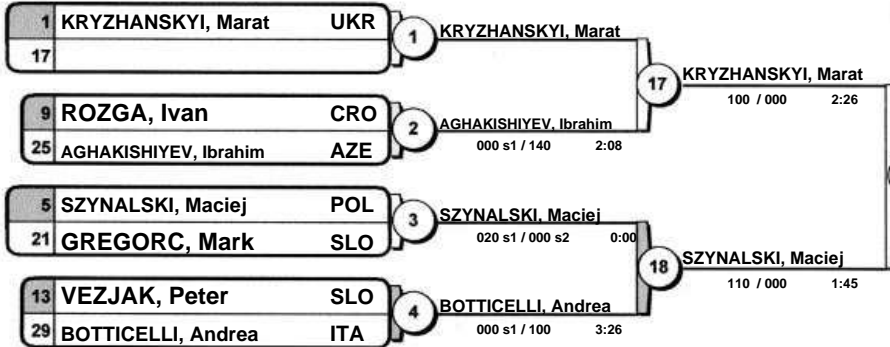 1 KRYZHANSKYI, Marat UKR
17
1
KRYZHANSKYI, Marat
9 ROZGA, Ivan CRO
25 AGHAKISHIYEV, Ibrahim AZE
2
AGHAKISHIYEV, Ibrahim
000 s1 / 140 2:08
17
KRYZHANSKYI, Marat
100 / 000 2:26
5 SZYNALSKI, Maciej POL
21 GREGORC, Mark SLO
3
SZYNALSKI, Maciej
020 s1 / 000 s2 0:00
13 VEZJAK, Peter SLO
29 BOTTICELLI, Andrea ITA
4
BOTTICELLI, Andrea
000 s1 / 100 3:26
18
SZYNALSKI, Maciej
110 / 000 1:45